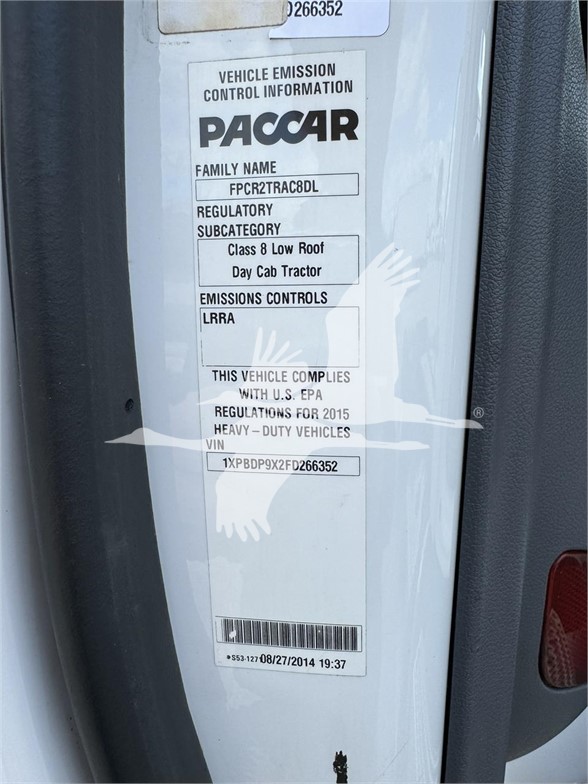 D266352
VEHICLE EMISSION
CONTROL INFORMATION
PACCAR
FAMILY NAME
FPCR2TRAC8DL
REGULATORY
SUBCATEGORY
Class 8 Low Roof
Day Cab Tractor
EMISSIONS CONTROLS
LRRA
THIS VEHICLE COMPLIES
WITH U.S. EPA
REGULATIONS FOR 2015
HEAVY-DUTY VEHICLES
VIN
1XPBDP9X2FD266352
08/27/2014 19:37
®